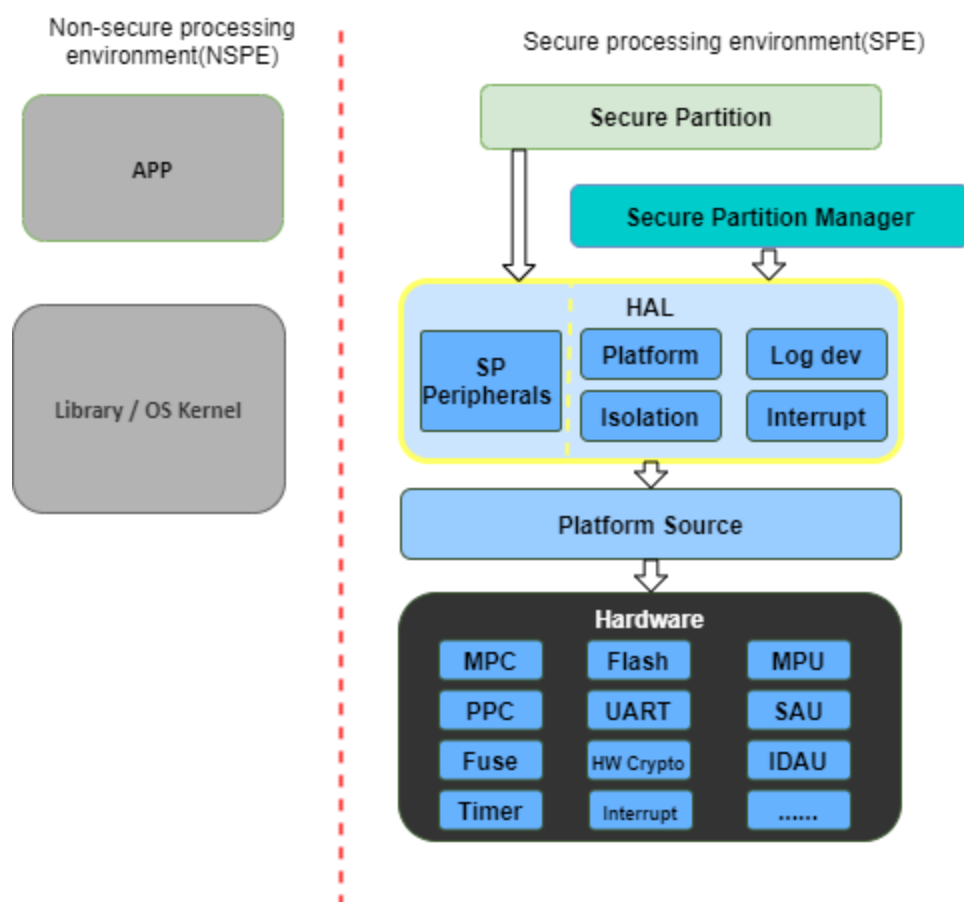 Non-secure processing
environment(NSPE)
APP
Library / OS Kernel
Secure processing environment(SPE)
Secure Partition
Secure Partition Manager
HAL
SP
Peripherals
Platform
Log dev
Isolation
Interrupt
Platform Source
Hardware
MPC
Flash
MPU
PPC
UART
SAU
Fuse
HW Crypto
IDAU
Timer
Interrupt
......